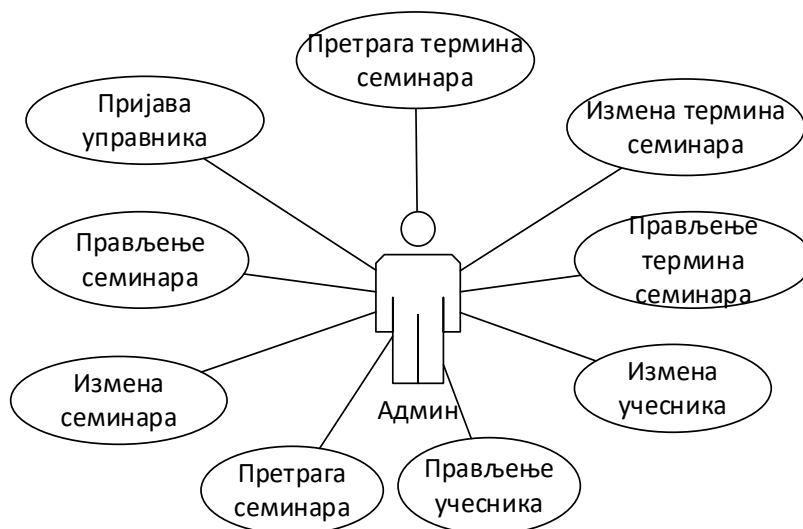 Претрага термина
семинара
Пријава
управника
Измена термина
семинара
Прављење
семинара
Прављење
термина
семинара
Измена
семинара
Админ
Измена
учесника
Претрага
семинара
Прављење
учесника